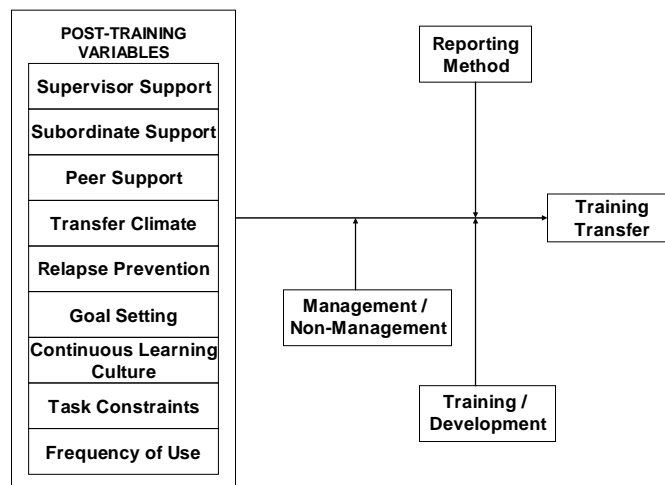 POST-TRAINING
VARIABLES
Supervisor Support
Subordinate Support
Peer Support
Transfer Climate
Relapse Prevention
Goal Setting
Continuous Learning
Culture
Task Constraints
Frequency of Use
Reporting
Method
Management /
Non-Management
Training /
Development
Training
Transfer